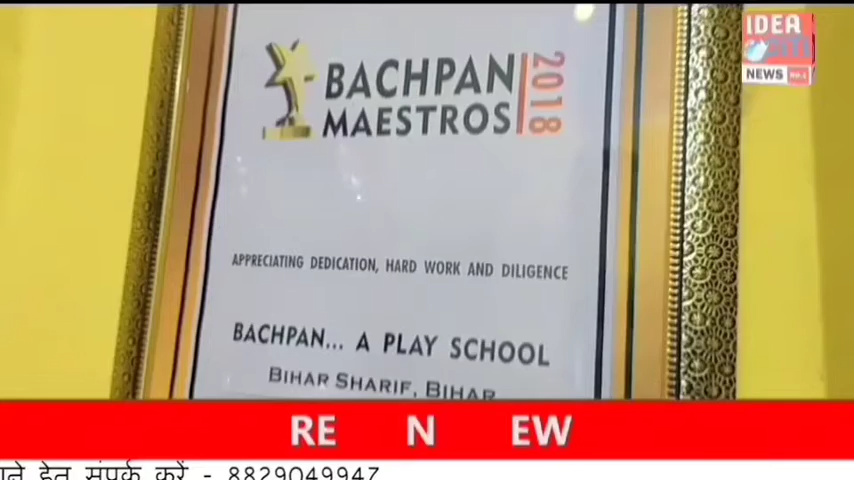 IDEA
NEWS
BACHPAN
MAESTROS
2018
APPRECIATING DEDICATION, HARD WORK AND DILIGENCE
BACHPAN... A PLAY SCHOOL
BIHAR SHARIF, BIHAR
RE N EW
हेतु संपर्क करें - 8829049947